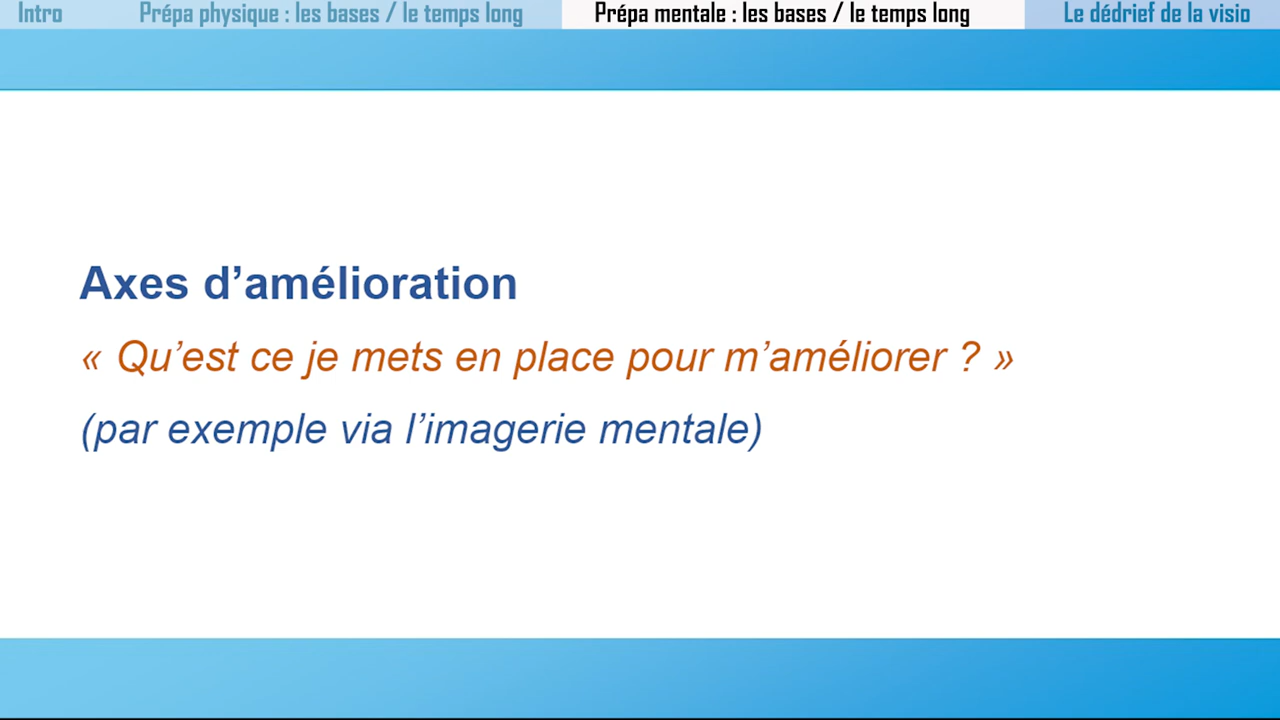 Intro
Prépa physique : les bases / le temps long
Prépa mentale : les bases / le temps long
Le dédrief de la visio
Axes d’amélioration
« Qu’est ce je mets en place pour m’améliorer ? »
(par exemple via l’imagerie mentale)